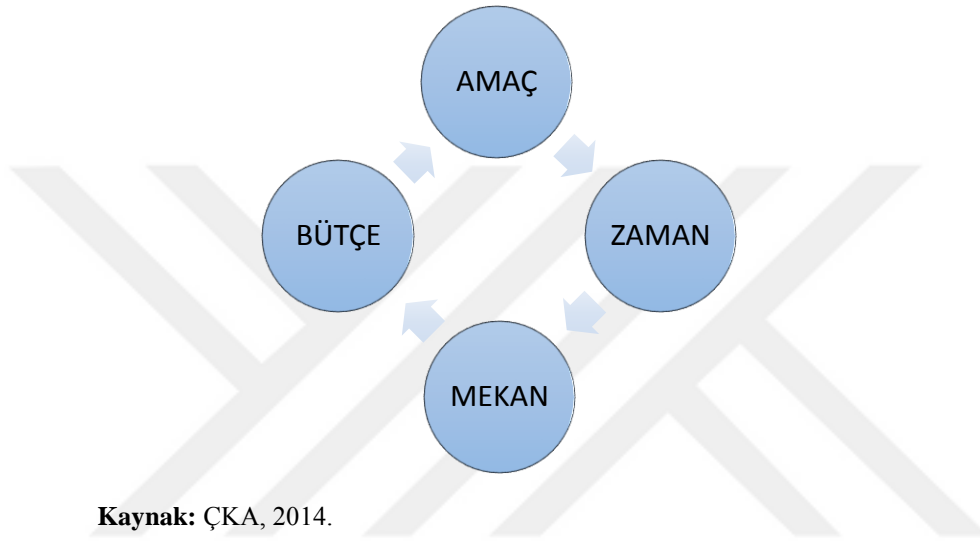 AMAÇ
BÜTÇE
ZAMAN
MEKAN
Kaynak: ÇKA, 2014.